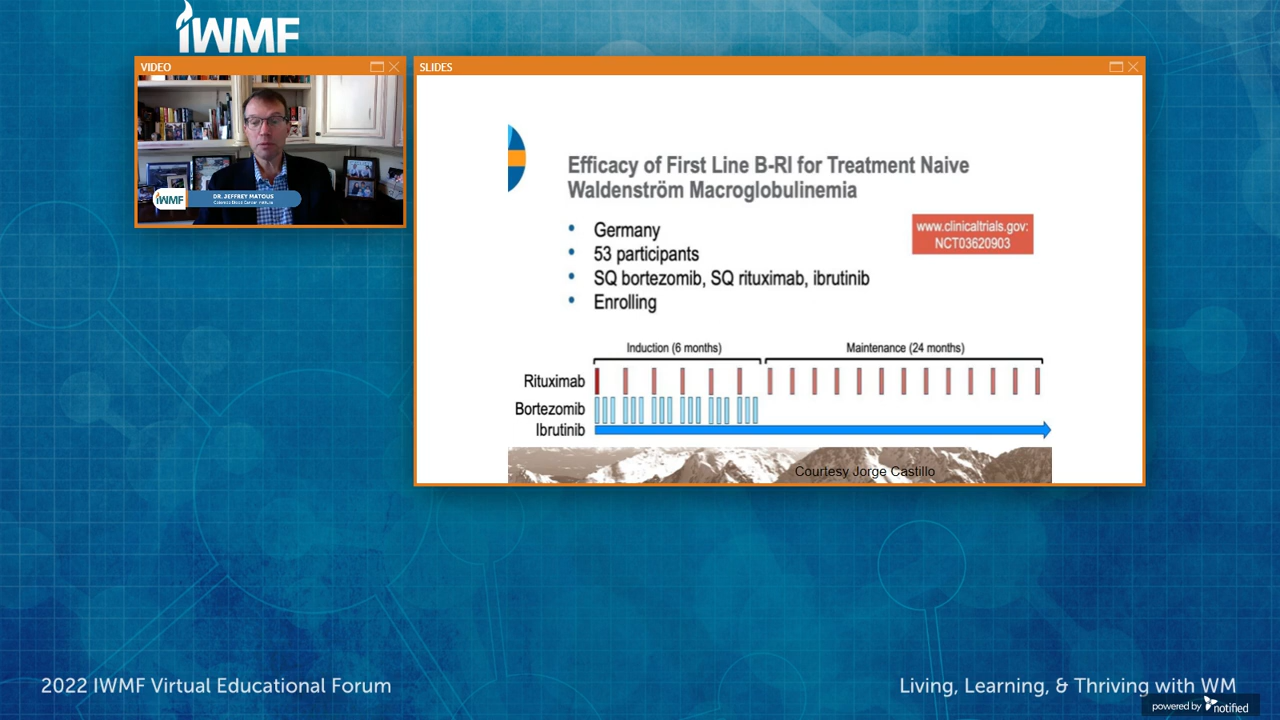 IWMF
VIDEO
SLIDES
IWMF
DR. JEFFREY MATOUS
Colorado Blood Cancer Institute
Efficacy of First Line B-RI for Treatment Naive
Waldenström Macroglobulinemia
www.clinicaltrials.gov:
NCT03620903
• Germany
• 53 participants
• SQ bortezomib, SQ rituximab, ibrutinib
• Enrolling
Induction (6 months)
Maintenance (24 months)
Rituximab
Bortezomib
Ibrutinib
Courtesy Jorge Castillo
2022 IWMF Virtual Educational Forum
Living, Learning, & Thriving with WM
powered by notified